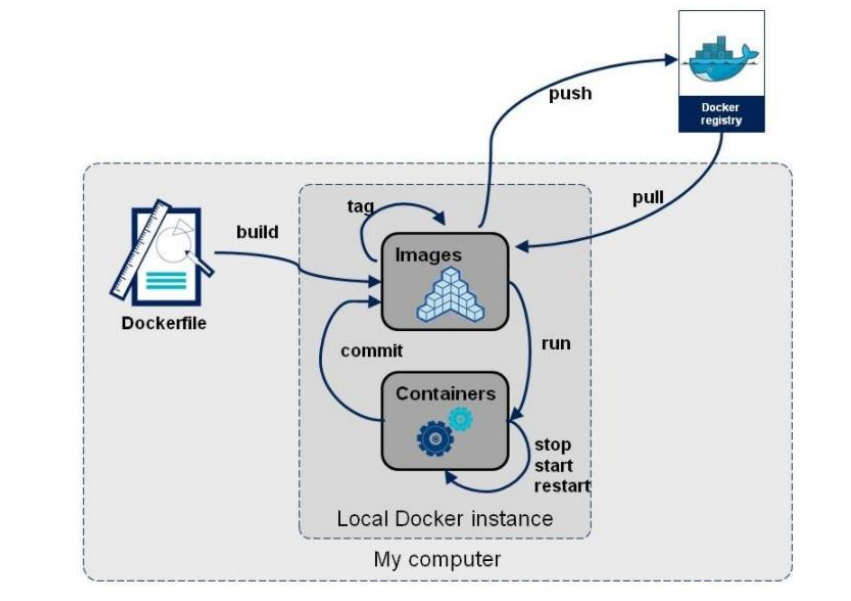 push
Docker
registry
pull
tag
build
Images
Dockerfile
commit
run
Containers
stop
start
restart
Local Docker instance
My computer